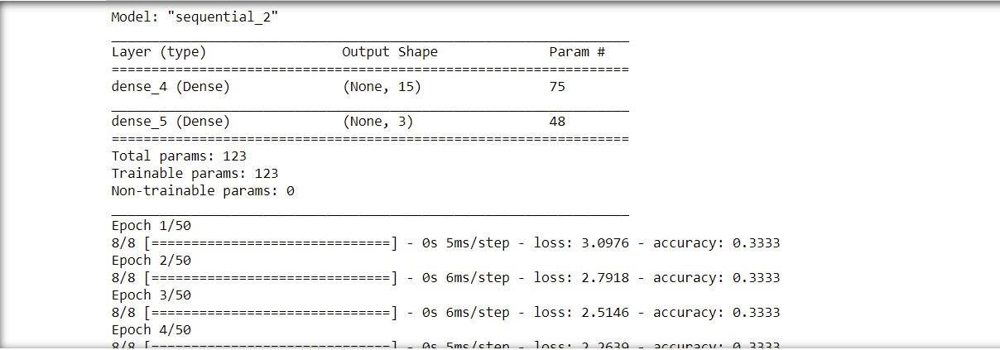 Model: "sequential_2"
_________________________________________________________________
Layer (type)                 Output Shape              Param #
=================================================================
dense_4 (Dense)              (None, 15)                75
_________________________________________________________________
dense_5 (Dense)              (None, 3)                 48
=================================================================
Total params: 123
Trainable params: 123
Non-trainable params: 0
_________________________________________________________________
Epoch 1/50
8/8 [==============================] - 0s 5ms/step - loss: 3.0976 - accuracy: 0.3333
Epoch 2/50
8/8 [==============================] - 0s 6ms/step - loss: 2.7918 - accuracy: 0.3333
Epoch 3/50
8/8 [==============================] - 0s 6ms/step - loss: 2.5146 - accuracy: 0.3333
Epoch 4/50
8/8 [==============================] - 0s 5ms/step - loss: 2.2639 - accuracy: 0.3333